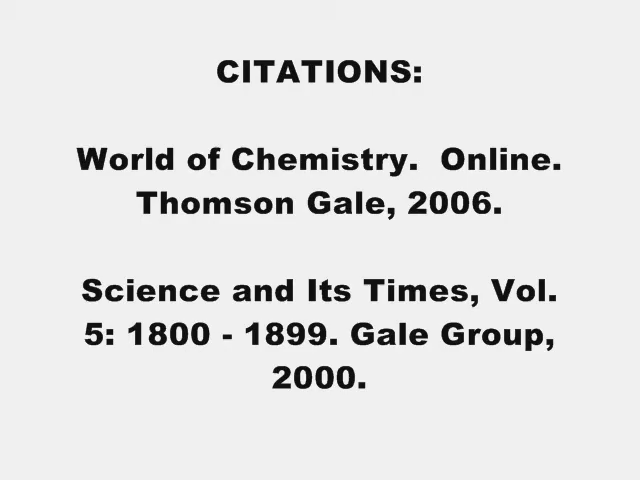 CITATIONS:
World of Chemistry.  Online.
Thomson Gale, 2006.
Science and Its Times, Vol.
5: 1800 - 1899. Gale Group,
2000.